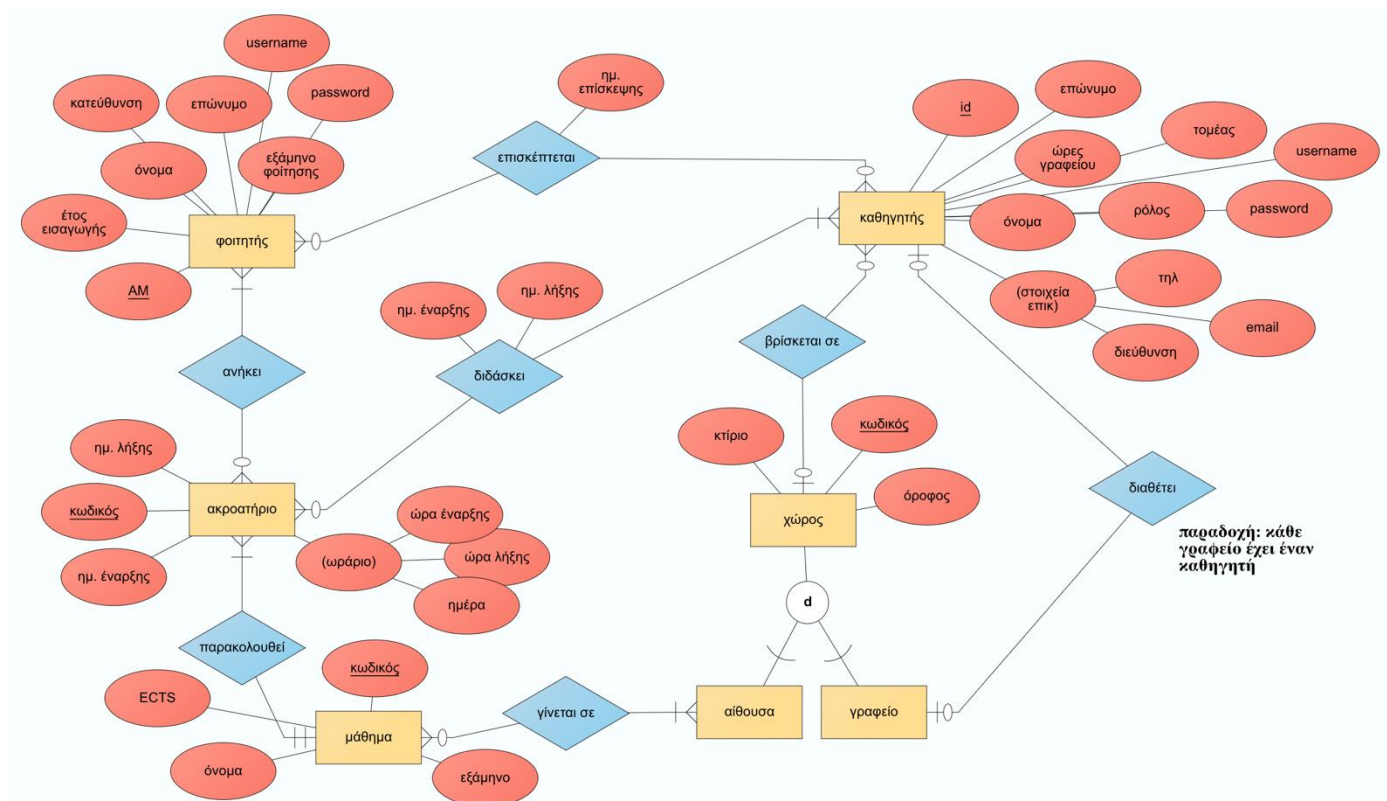 username
κατεύθυνση
επώνυμο
password
όνομα
εξάμηνο
φοίτησης
έτος
εισαγωγής
φοιτητής
ΑΜ
ημ.
επίσκεψης
επισκέπτεται
id
επώνυμο
ώρες
γραφείου
τομέας
username
καθηγητής
όνομα
ρόλος
password
(στοιχεία
επικ)
τηλ
email
διεύθυνση
ανήκει
ημ. έναρξης
ημ. λήξης
διδάσκει
βρίσκεται σε
κτίριο
κωδικός
όροφος
χώρος
διαθέτει
παραδοχή: κάθε
γραφείο έχει έναν
καθηγητή
ημ. λήξης
κωδικός
ακροατήριο
ημ. έναρξης
(ωράριο)
ώρα έναρξης
ώρα λήξης
ημέρα
d
παρακολουθεί
κωδικός
ECTS
μάθημα
όνομα
εξάμηνο
γίνεται σε
αίθουσα
γραφείο